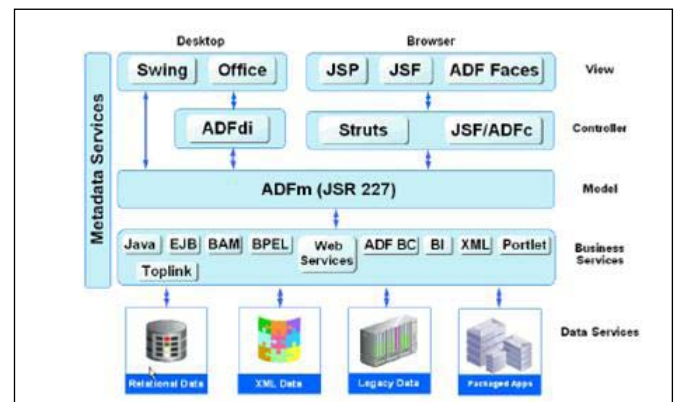 Desktop Browser
Metadata Services
Swing Office JSP JSF ADF Faces View
ADFdi Struts JSF/ADFc Controller
ADFm (JSR 227) Model
Java EJB BAM BPEL Web Services ADF BC BI XML Portlet Business Services
Toplink
Data Services
Relational Data XML Data Legacy Data Packaged Apps